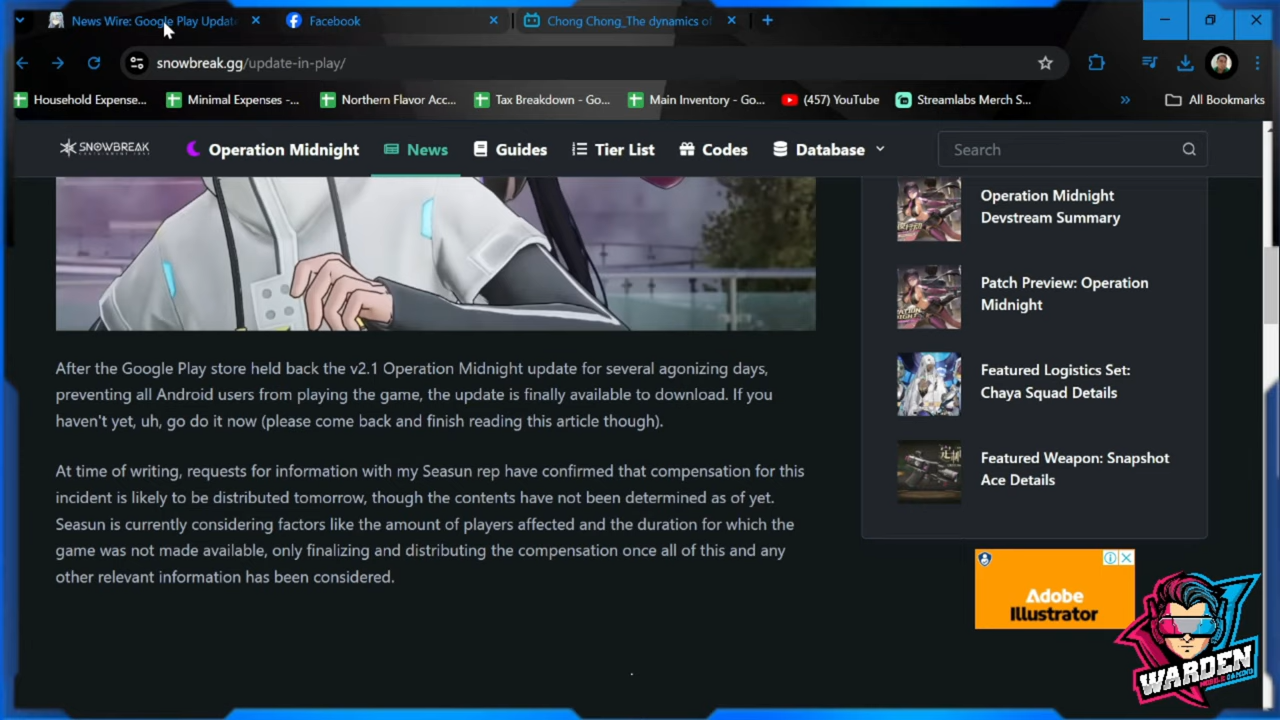 News Wire: Google Play Updat
Facebook
Chong Chong_The dynamics of
snowbreak.gg/update-in-play/
Household Expense...
Minimal Expenses -...
Northern Flavor Acc...
Tax Breakdown - Go...
Main Inventory - Go...
(457) YouTube
Streamlabs Merch S...
»
All Bookmarks
SNOWBREAK
Operation Midnight
News
Guides
Tier List
Codes
Database
Search
After the Google Play store held back the v2.1 Operation Midnight update for several agonizing days,
preventing all Android users from playing the game, the update is finally available to download. If you
haven't yet, uh, go do it now (please come back and finish reading this article though).
At time of writing, requests for information with my Seasun rep have confirmed that compensation for this
incident is likely to be distributed tomorrow, though the contents have not been determined as of yet.
Seasun is currently considering factors like the amount of players affected and the duration for which the
game was not made available, only finalizing and distributing the compensation once all of this and any
other relevant information has been considered.
Operation Midnight
Devstream Summary
Patch Preview: Operation
Midnight
Featured Logistics Set:
Chaya Squad Details
Featured Weapon: Snapshot
Ace Details
Adobe
Illustrator
WARDEN
MOBILE GAMING